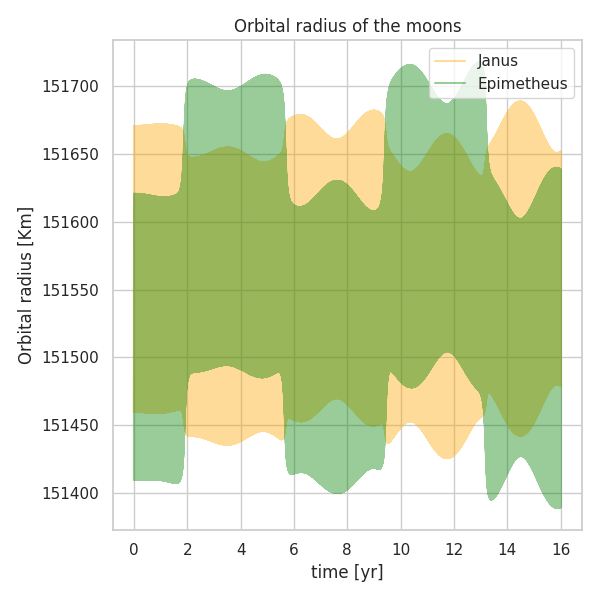 Orbital radius of the moons
Janus
Epimetheus
Orbital radius [Km]
151700
151650
151600
151550
151500
151450
151400
0 2 4 6 8 10 12 14 16
time [yr]